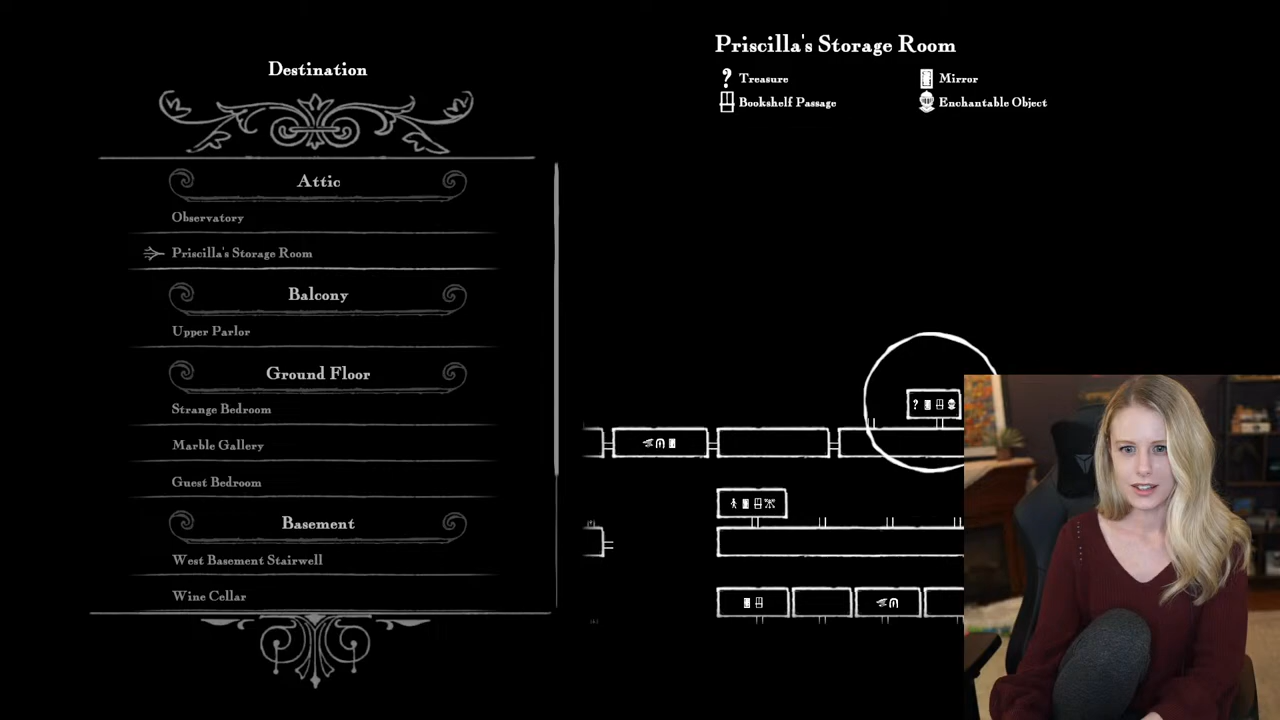 Destination
Attic
Observatory
Priscilla's Storage Room
Balcony
Upper Parlor
Ground Floor
Strange Bedroom
Marble Gallery
Guest Bedroom
Basement
West Basement Stairwell
Wine Cellar
Priscilla's Storage Room
? Treasure
Mirror
Bookshelf Passage
Enchantable Object
?